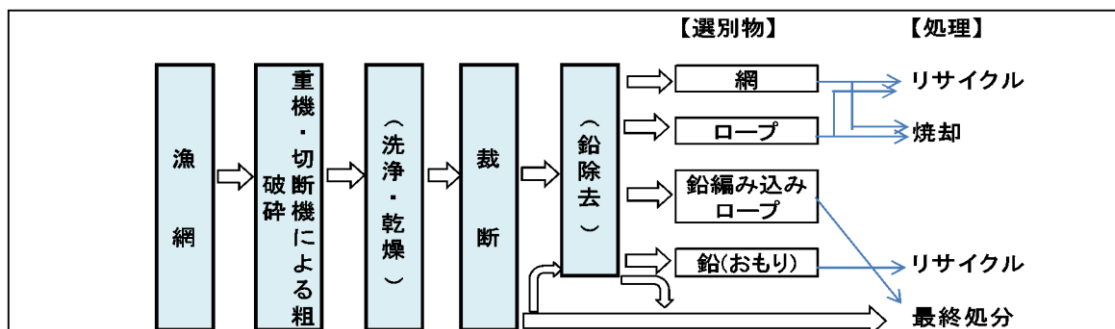 【選別物】
【処理】
漁網
重機・切断機による粗
破砕
（洗浄・乾燥）
裁断
（鉛除去）
網
ロープ
鉛編み込み
ロープ
鉛(おもり)
リサイクル
焼却
リサイクル
最終処分